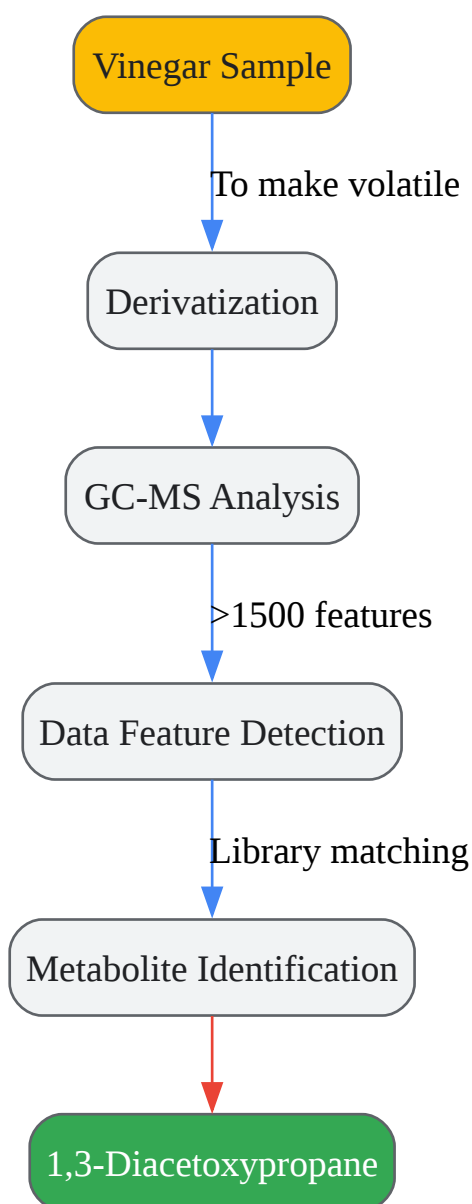 Vinegar Sample
To make volatile
Derivatization
GC-MS Analysis
>1500 features
Data Feature Detection
Library matching
Metabolite Identification
1,3-Diacetoxypropane